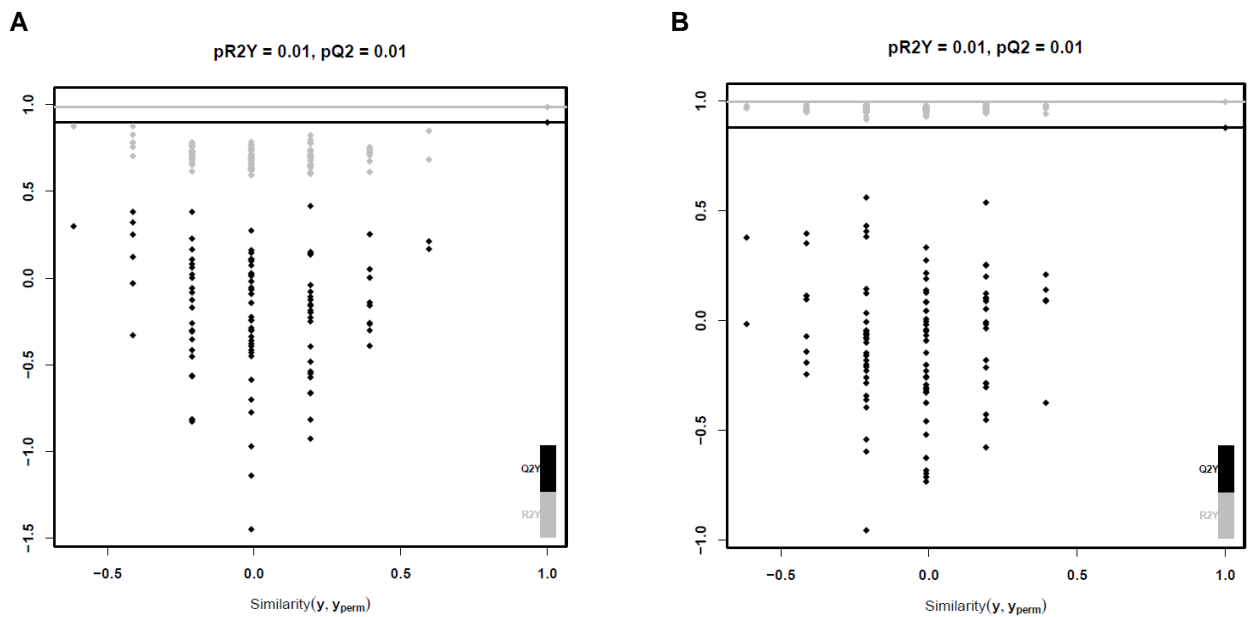 A
pR2Y = 0.01, pQ2 = 0.01
1.0
0.5
0.0
−0.5
−1.0
−1.5
Q2Y
R2Y
−0.5 0.0 0.5 1.0
Similarity(y, yperm)
B
pR2Y = 0.01, pQ2 = 0.01
1.0
0.5
0.0
−0.5
−1.0
Q2Y
R2Y
−0.5 0.0 0.5 1.0
Similarity(y, yperm)